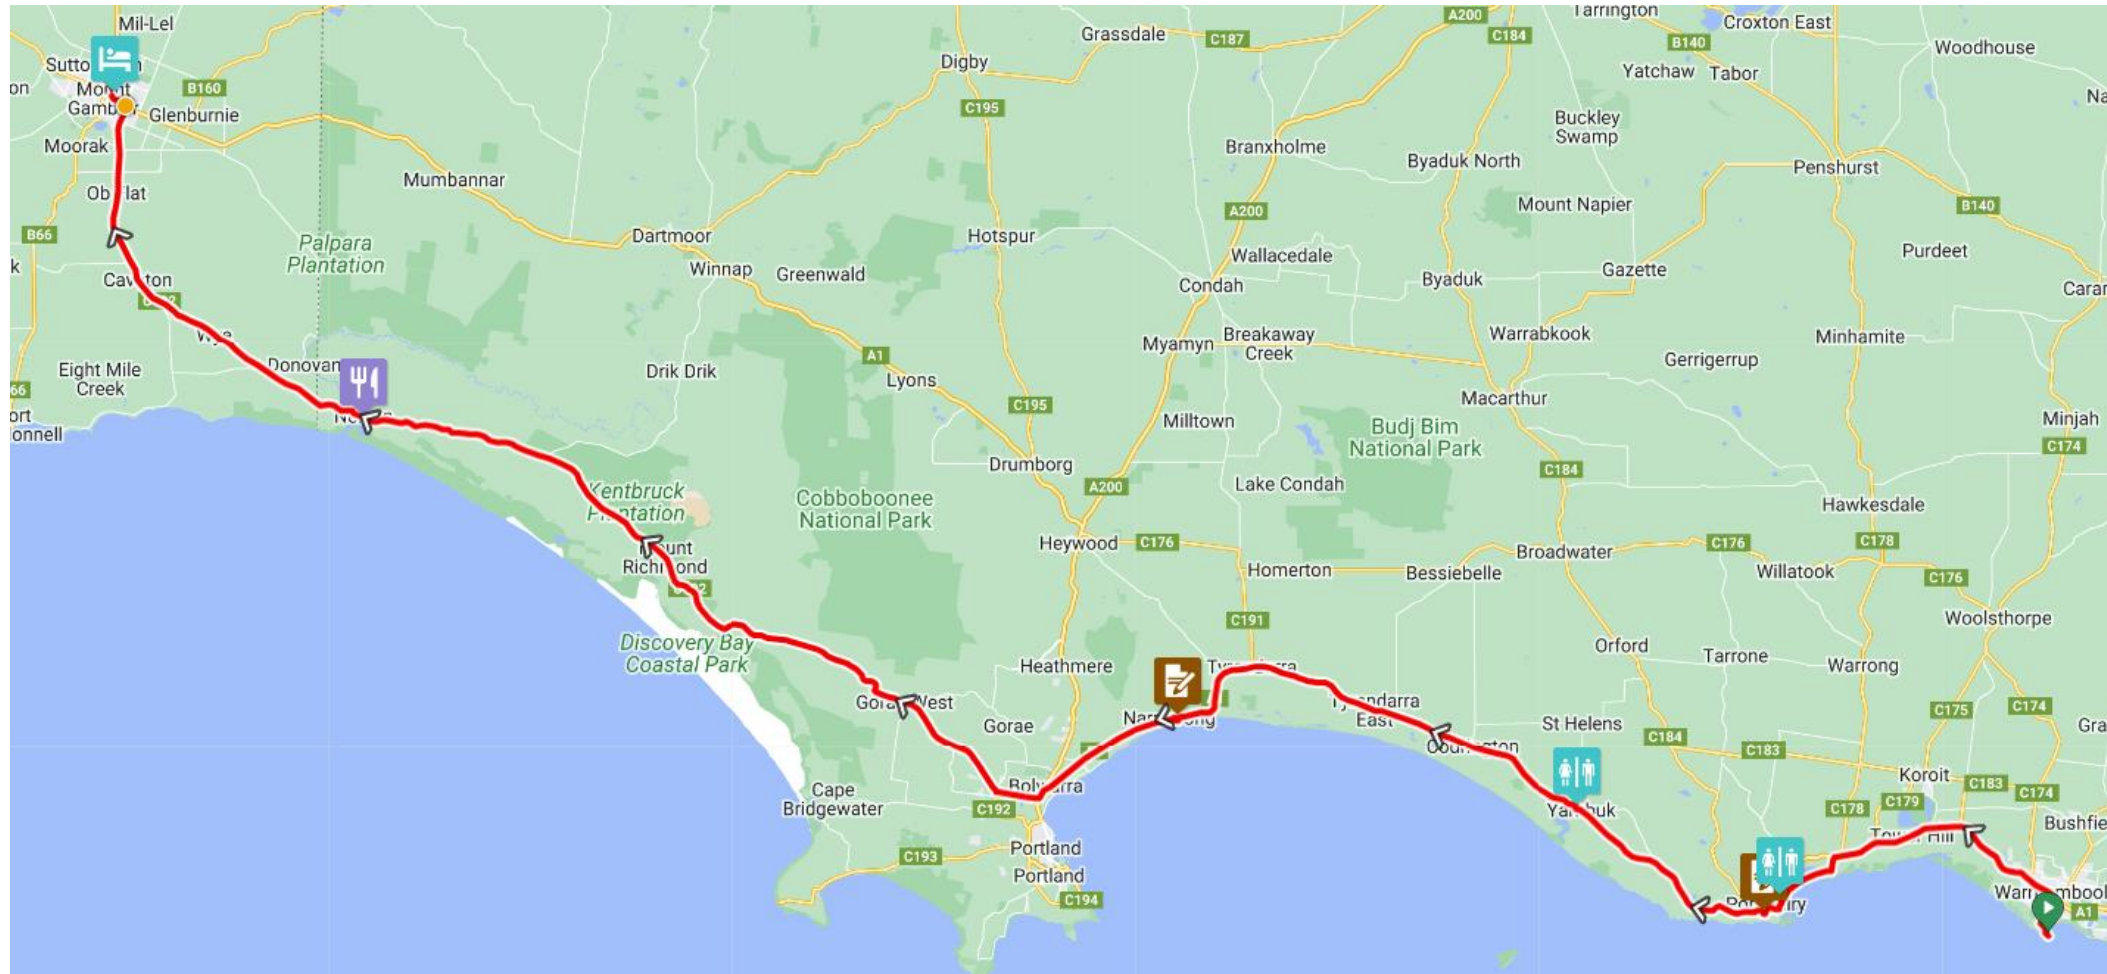 Mil-Lel
Tarrington
A200
Croxton East
Grassdale
C187
C184
B140
Woodhouse
Digby
Yatchaw
Tabor
B160
C195
Glenburnie
Buckley
Swamp
Moorak
Branxholme
Byaduk North
Penshurst
Mumbannar
Mount Napier
B140
A200
B66
Palpara
Plantation
Dartmoor
Hotspur
Purdeet
Winnap
Greenwald
Wallacedale
Gazette
Condah
Byaduk
A1
Myamyn
Breakaway
Creek
Warrabkook
Minhamite
Eight Mile
Creek
Drik Drik
Lyons
Gerrigerrup
C195
Macarthur
Milltown
Budj Bim
National Park
Minjah
C174
Drumborg
C184
A200
Lake Condah
Cobboboonee
National Park
Hawkesdale
Heywood
C176
Broadwater
C176
C178
Homerton
Bessiebelle
Willatook
C176
C191
Woolsthorpe
Discovery Bay
Coastal Park
Heathmere
Orford
Tarrone
Warrong
Gorae
East
St Helens
C175
C174
C184
C183
Koroit
C183
Cape
Bridgewater
C192
C178
C179
C174
C193
Portland
Portland
C194
A1